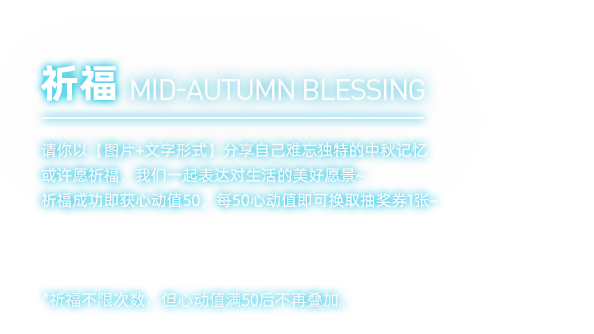 祈福 MID-AUTUMN BLESSING
请你以【图片+文字形式】分享自己难忘独特的中秋记忆
或许愿祈福，我们一起表达对生活的美好愿景~
祈福成功即获心动值50，每50心动值即可换取抽奖券1张~
*祈福不限次数，但心动值满50后不再叠加。